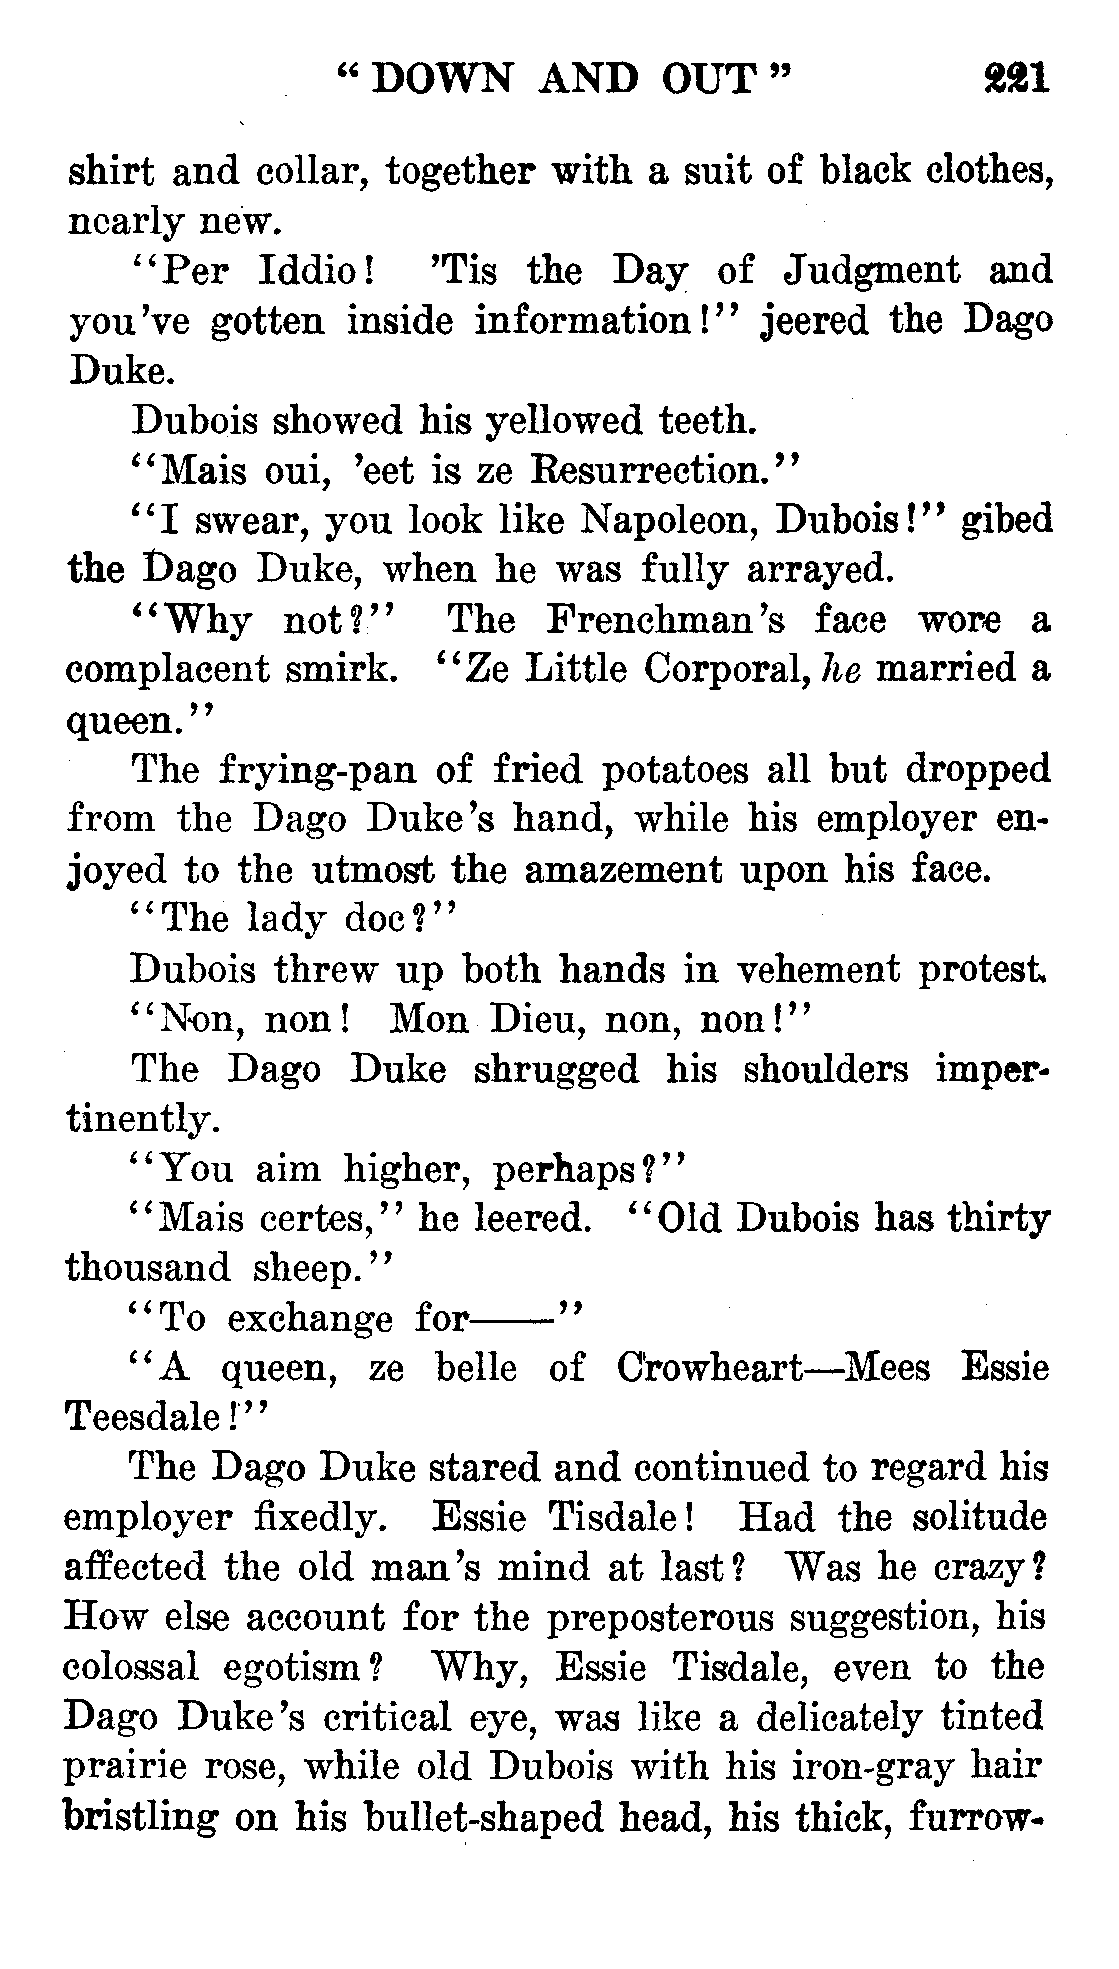 “ DOWN AND OUT ” 221
shirt and collar, together with a suit of black clothes,
nearly new.
“Per Iddio! ’Tis the Day of Judgment and
you’ve gotten inside information!” jeered the Dago
Duke.
Dubois showed his yellowed teeth.
“Mais oui, ’eet is ze Resurrection.”
“I swear, you look like Napoleon, Dubois!” gibed
the Dago Duke, when he was fully arrayed.
“Why not?” The Frenchman’s face wore a
complacent smirk. “Ze Little Corporal, he married a
queen.”
The frying-pan of fried potatoes all but dropped
from the Dago Duke’s hand, while his employer en-
joyed to the utmost the amazement upon his face.
“The lady doc?”
Dubois threw up both hands in vehement protest.
“Non, non! Mon Dieu, non, non!”
The Dago Duke shrugged his shoulders imper-
tinently.
“You aim higher, perhaps?”
“Mais certes,” he leered. “Old Dubois has thirty
thousand sheep.”
“To exchange for——”
“A queen, ze belle of Crowheart—Mees Essie
Teesdale!”
The Dago Duke stared and continued to regard his
employer fixedly. Essie Tisdale! Had the solitude
affected the old man’s mind at last? Was he crazy?
How else account for the preposterous suggestion, his
colossal egotism? Why, Essie Tisdale, even to the
Dago Duke’s critical eye, was like a delicately tinted
prairie rose, while old Dubois with his iron-gray hair
bristling on his bullet-shaped head, his thick, furrow-